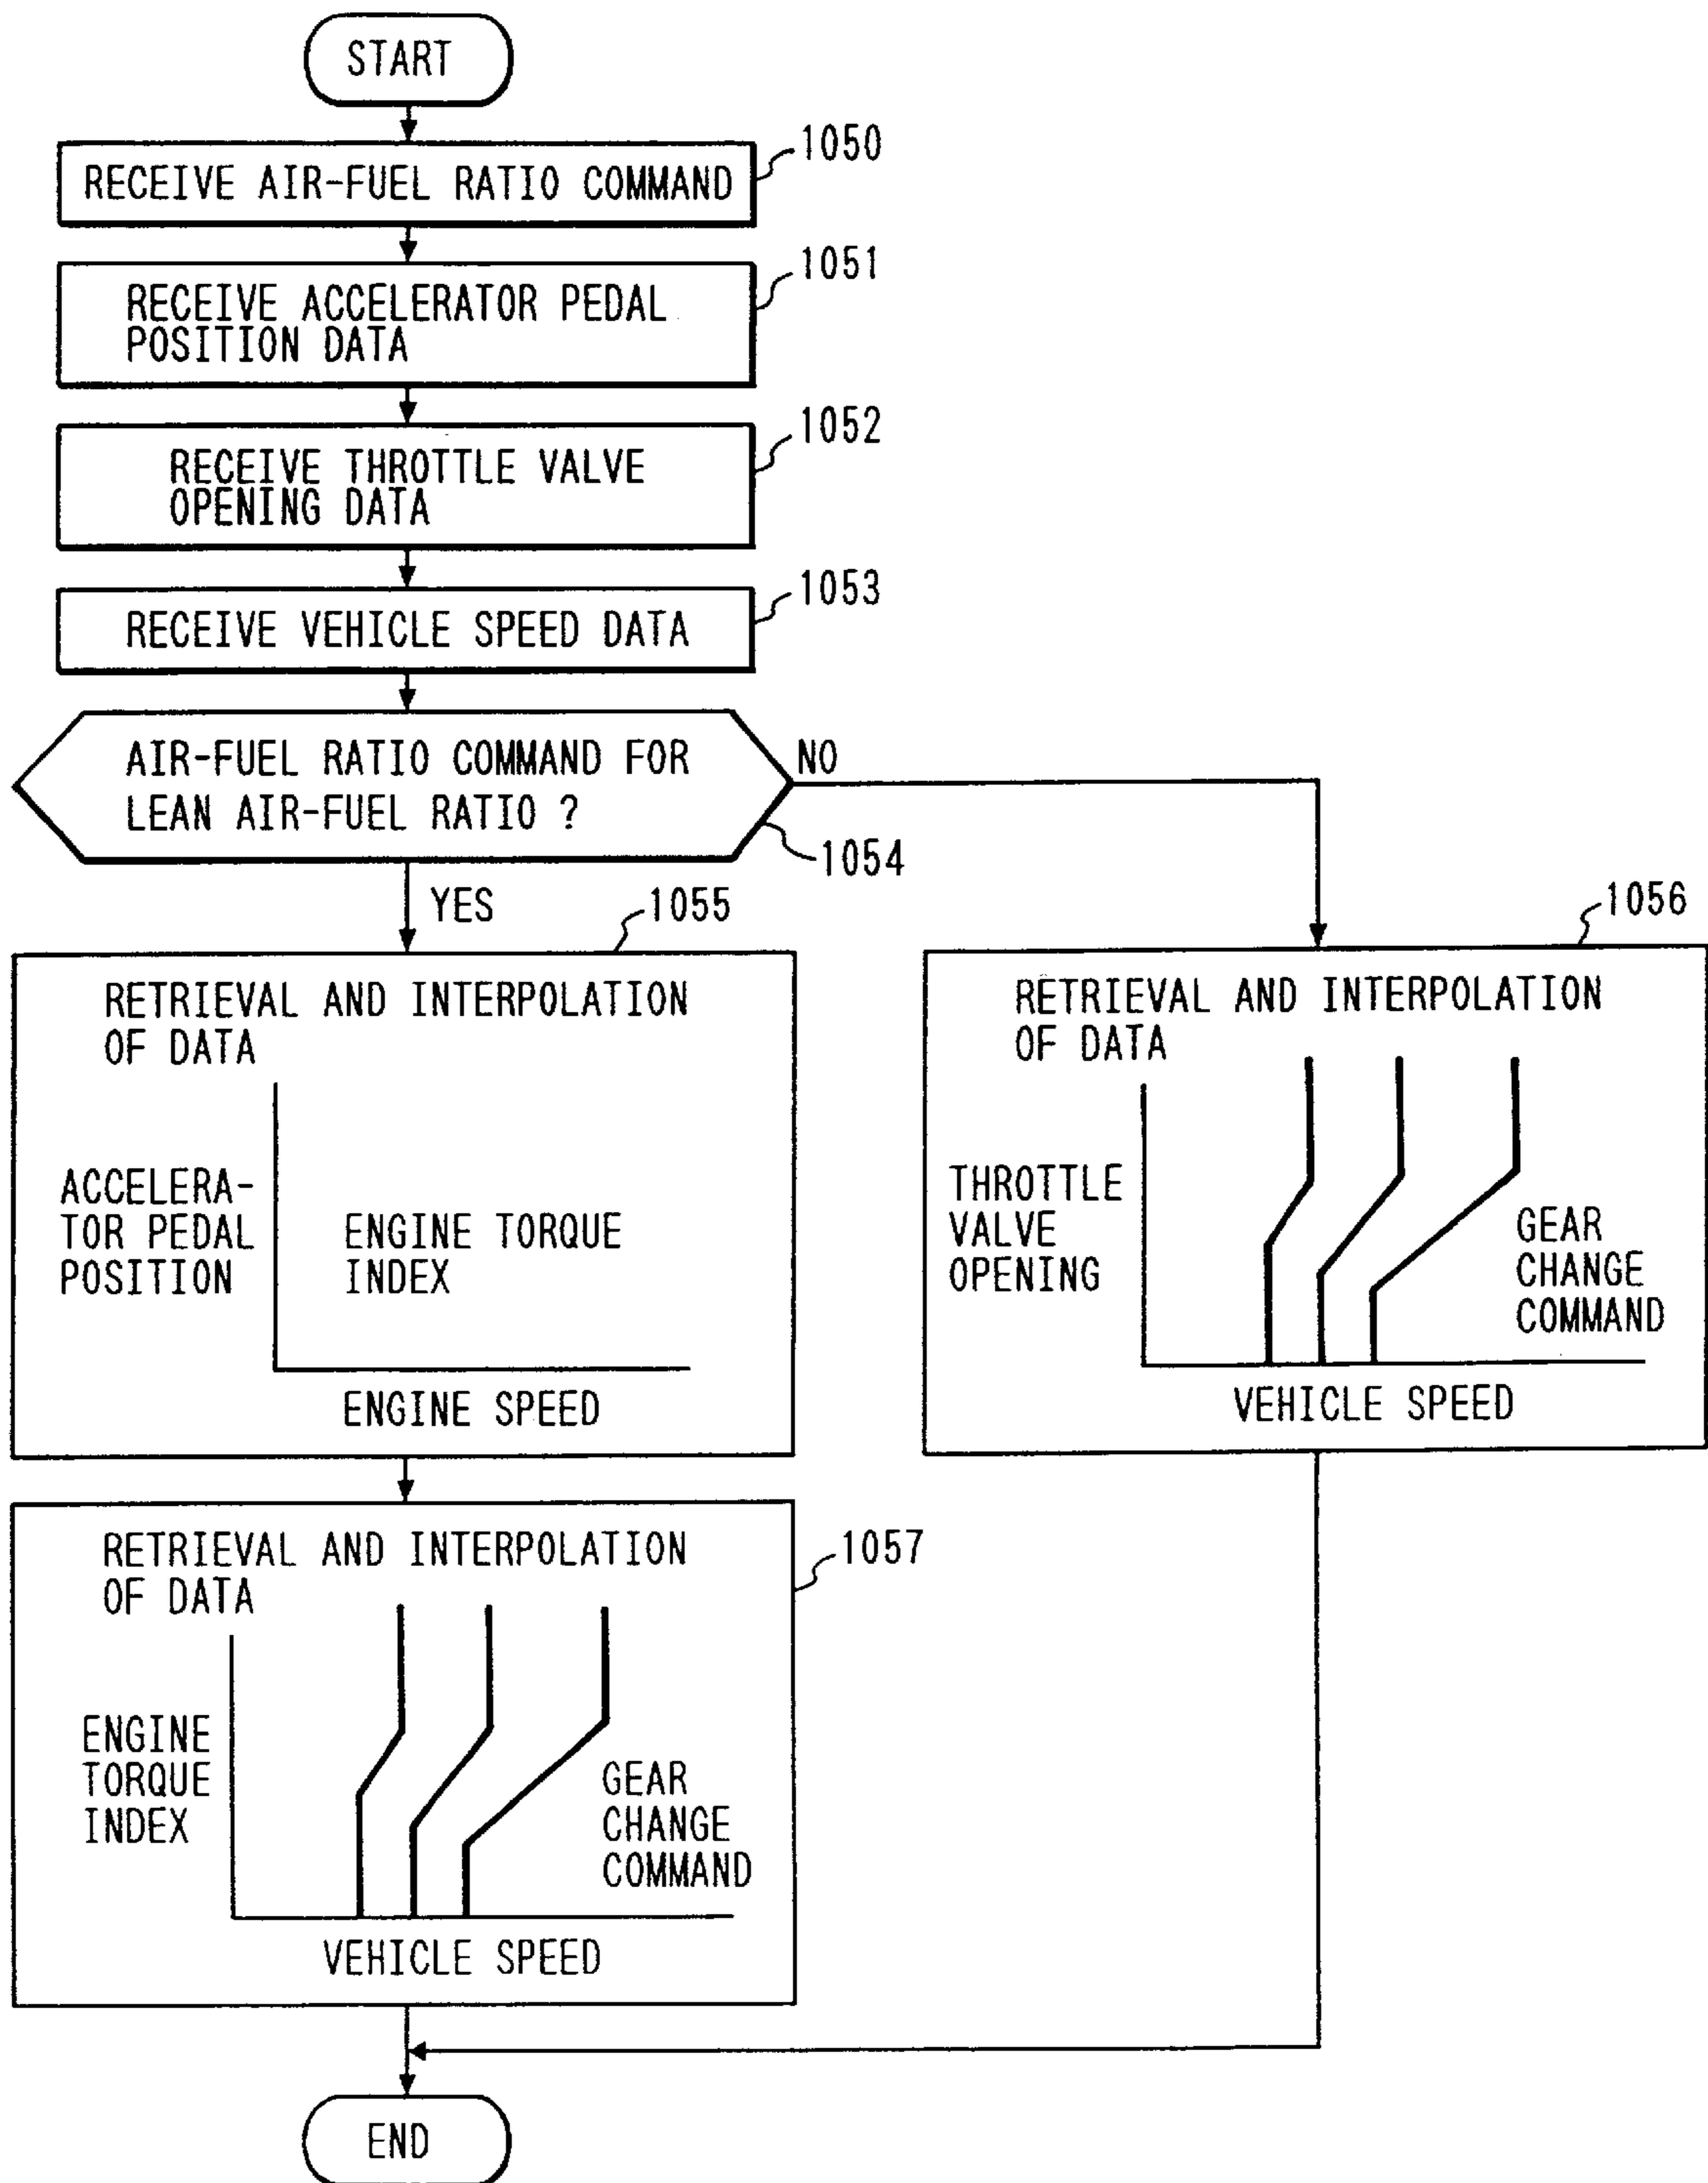 START
1050
RECEIVE AIR-FUEL RATIO COMMAND
1051
RECEIVE ACCELERATOR PEDAL
POSITION DATA
1052
RECEIVE THROTTLE VALVE
OPENING DATA
1053
RECEIVE VEHICLE SPEED DATA
AIR-FUEL RATIO COMMAND FOR
LEAN AIR-FUEL RATIO ?
NO
1054
YES
1055
RETRIEVAL AND INTERPOLATION
OF DATA
ACCELERA-
TOR PEDAL
POSITION
ENGINE TORQUE
INDEX
ENGINE SPEED
1056
RETRIEVAL AND INTERPOLATION
OF DATA
THROTTLE
VALVE
OPENING
GEAR
CHANGE
COMMAND
VEHICLE SPEED
1057
RETRIEVAL AND INTERPOLATION
OF DATA
ENGINE
TORQUE
INDEX
GEAR
CHANGE
COMMAND
VEHICLE SPEED
END